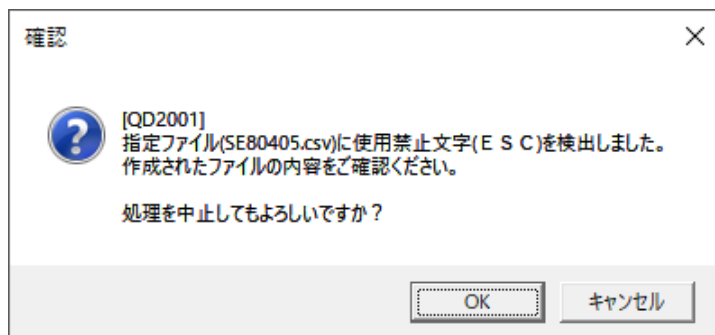 確認
[QD2001]
指定ファイル(SE80405.csv)に使用禁止文字(ＥＳＣ)を検出しました。
作成されたファイルの内容をご確認ください。
処理を中止してもよろしいですか？
OK
キャンセル